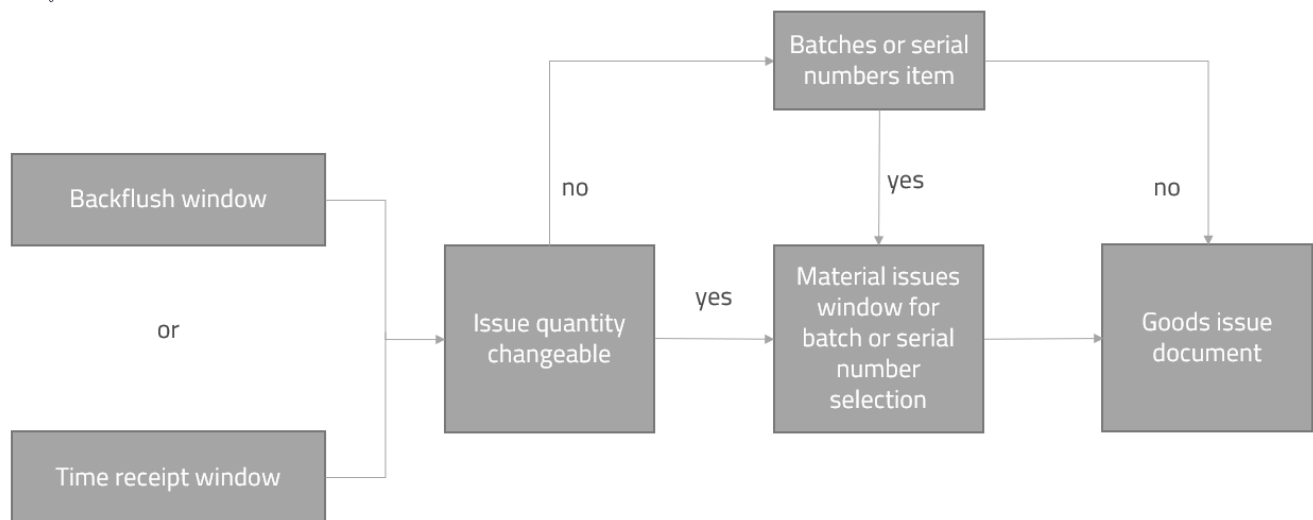 Batches or serial
numbers item
no
yes
no
Backflush window
or
Time receipt window
Issue quantity
changeable
yes
Material issues
window for
batch or serial
number
selection
Goods issue
document